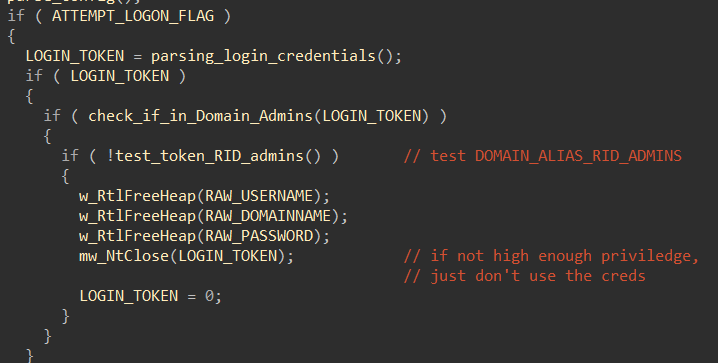 parse_config();
if ( ATTEMPT_LOGON_FLAG )
{
LOGIN_TOKEN = parsing_login_credentials();
if ( LOGIN_TOKEN )
{
if ( check_if_in_Domain_Admins(LOGIN_TOKEN) )
{
if ( !test_token_RID_admins() ) // test DOMAIN_ALIAS_RID_ADMINS
{
w_RtlFreeHeap(RAW_USERNAME);
w_RtlFreeHeap(RAW_DOMAINNAME);
w_RtlFreeHeap(RAW_PASSWORD);
mw_NtClose(LOGIN_TOKEN); // if not high enough priviledge,
// just don't use the creds
LOGIN_TOKEN = 0;
}
}
}